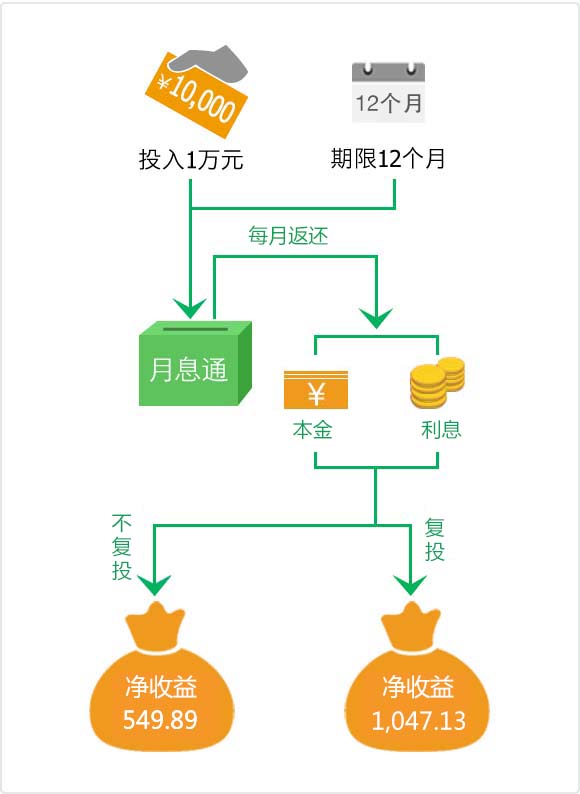 ¥10,000
12个月
投入1万元
期限12个月
每月返还
月息通
¥
本金
利息
不复投
复投
净收益
549.89
净收益
1,047.13